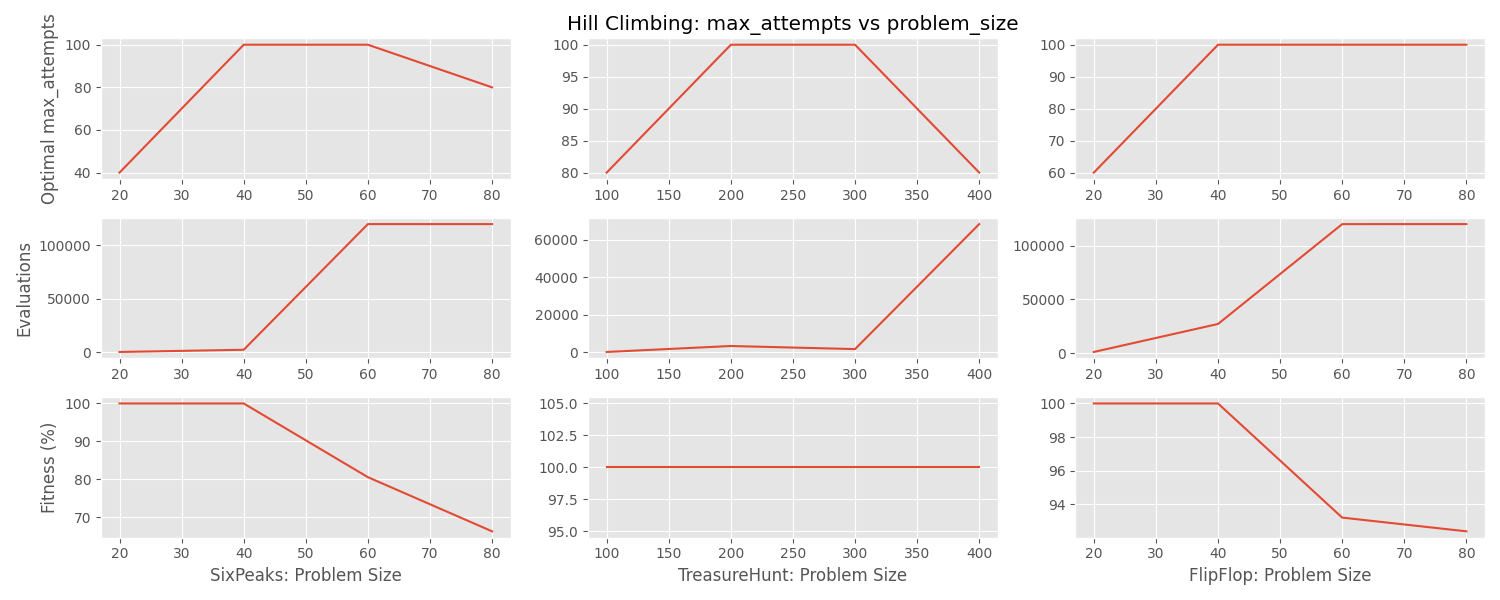 Hill Climbing: max_attempts vs problem_size
Optimal max_attempts
100
80
60
40
20 30 40 50 60 70 80
100
95
90
85
80
100 150 200 250 300 350 400
100
90
80
70
60
20 30 40 50 60 70 80
Evaluations
100000
50000
0
20 30 40 50 60 70 80
60000
40000
20000
0
100 150 200 250 300 350 400
100000
50000
0
20 30 40 50 60 70 80
Fitness (%)
100
90
80
70
20 30 40 50 60 70 80
SixPeaks: Problem Size
105.0
102.5
100.0
97.5
95.0
100 150 200 250 300 350 400
TreasureHunt: Problem Size
100
98
96
94
20 30 40 50 60 70 80
FlipFlop: Problem Size